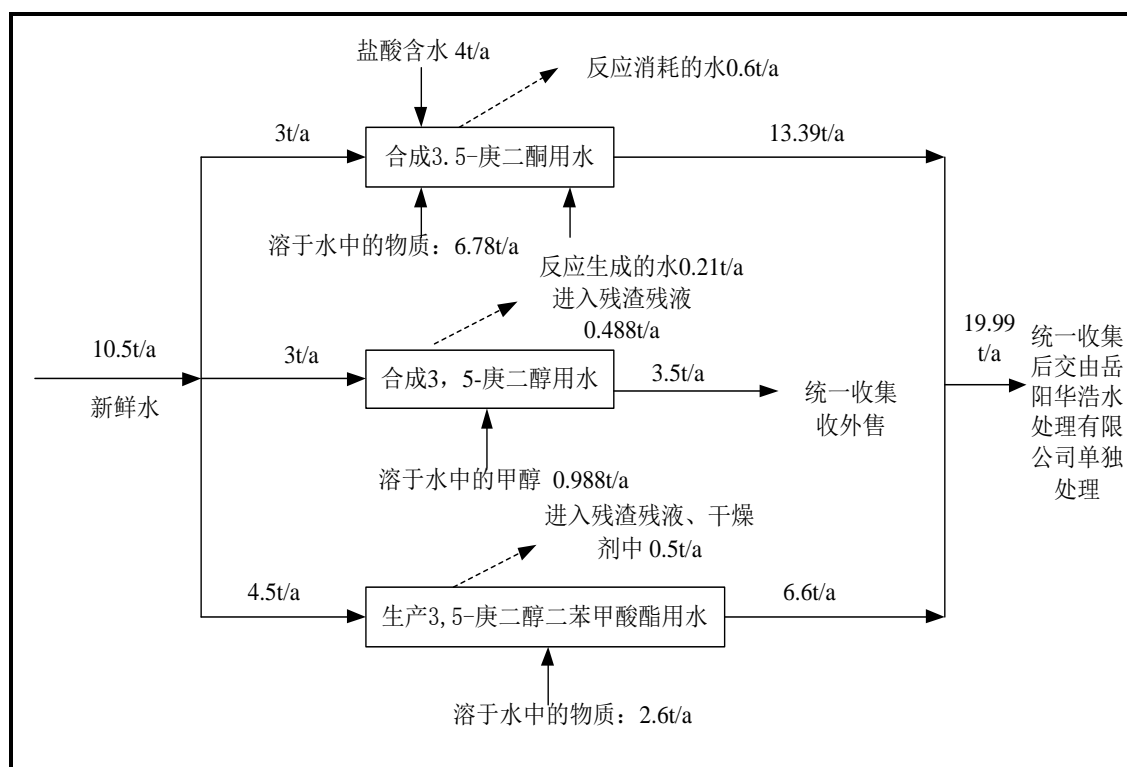 盐酸含水 4t/a
反应消耗的水0.6t/a
3t/a
13.39t/a
合成3.5-庚二酮用水
溶于水中的物质：6.78t/a
反应生成的水0.21t/a
进入残渣残液
0.488t/a
10.5t/a
新鲜水
3t/a
合成3，5-庚二醇用水
3.5t/a
统一收集
收外售
19.99
t/a
统一收集
后交由岳
阳华浩水
处理有限
公司单独
处理
溶于水中的甲醇 0.988t/a
进入残渣残液、干燥
剂中 0.5t/a
4.5t/a
生产3,5-庚二醇二苯甲酸酯用水
6.6t/a
溶于水中的物质：2.6t/a